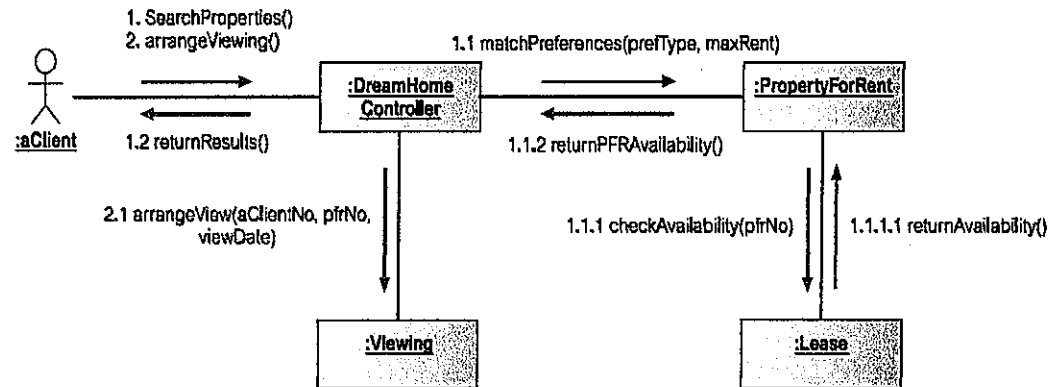 1. SearchProperties()
2. arrangeViewing()
1.1 matchPreferences(prefType, maxRent)
:DreamHome
Controller
:PropertyForRent
:aClient
1.2 returnResults()
1.1.2 returnPFRAvailability()
2.1 arrangeView(aClientNo, pfrNo,
viewDate)
1.1.1 checkAvailability(pfrNo)
1.1.1.1 returnAvailability()
:Viewing
:Lease